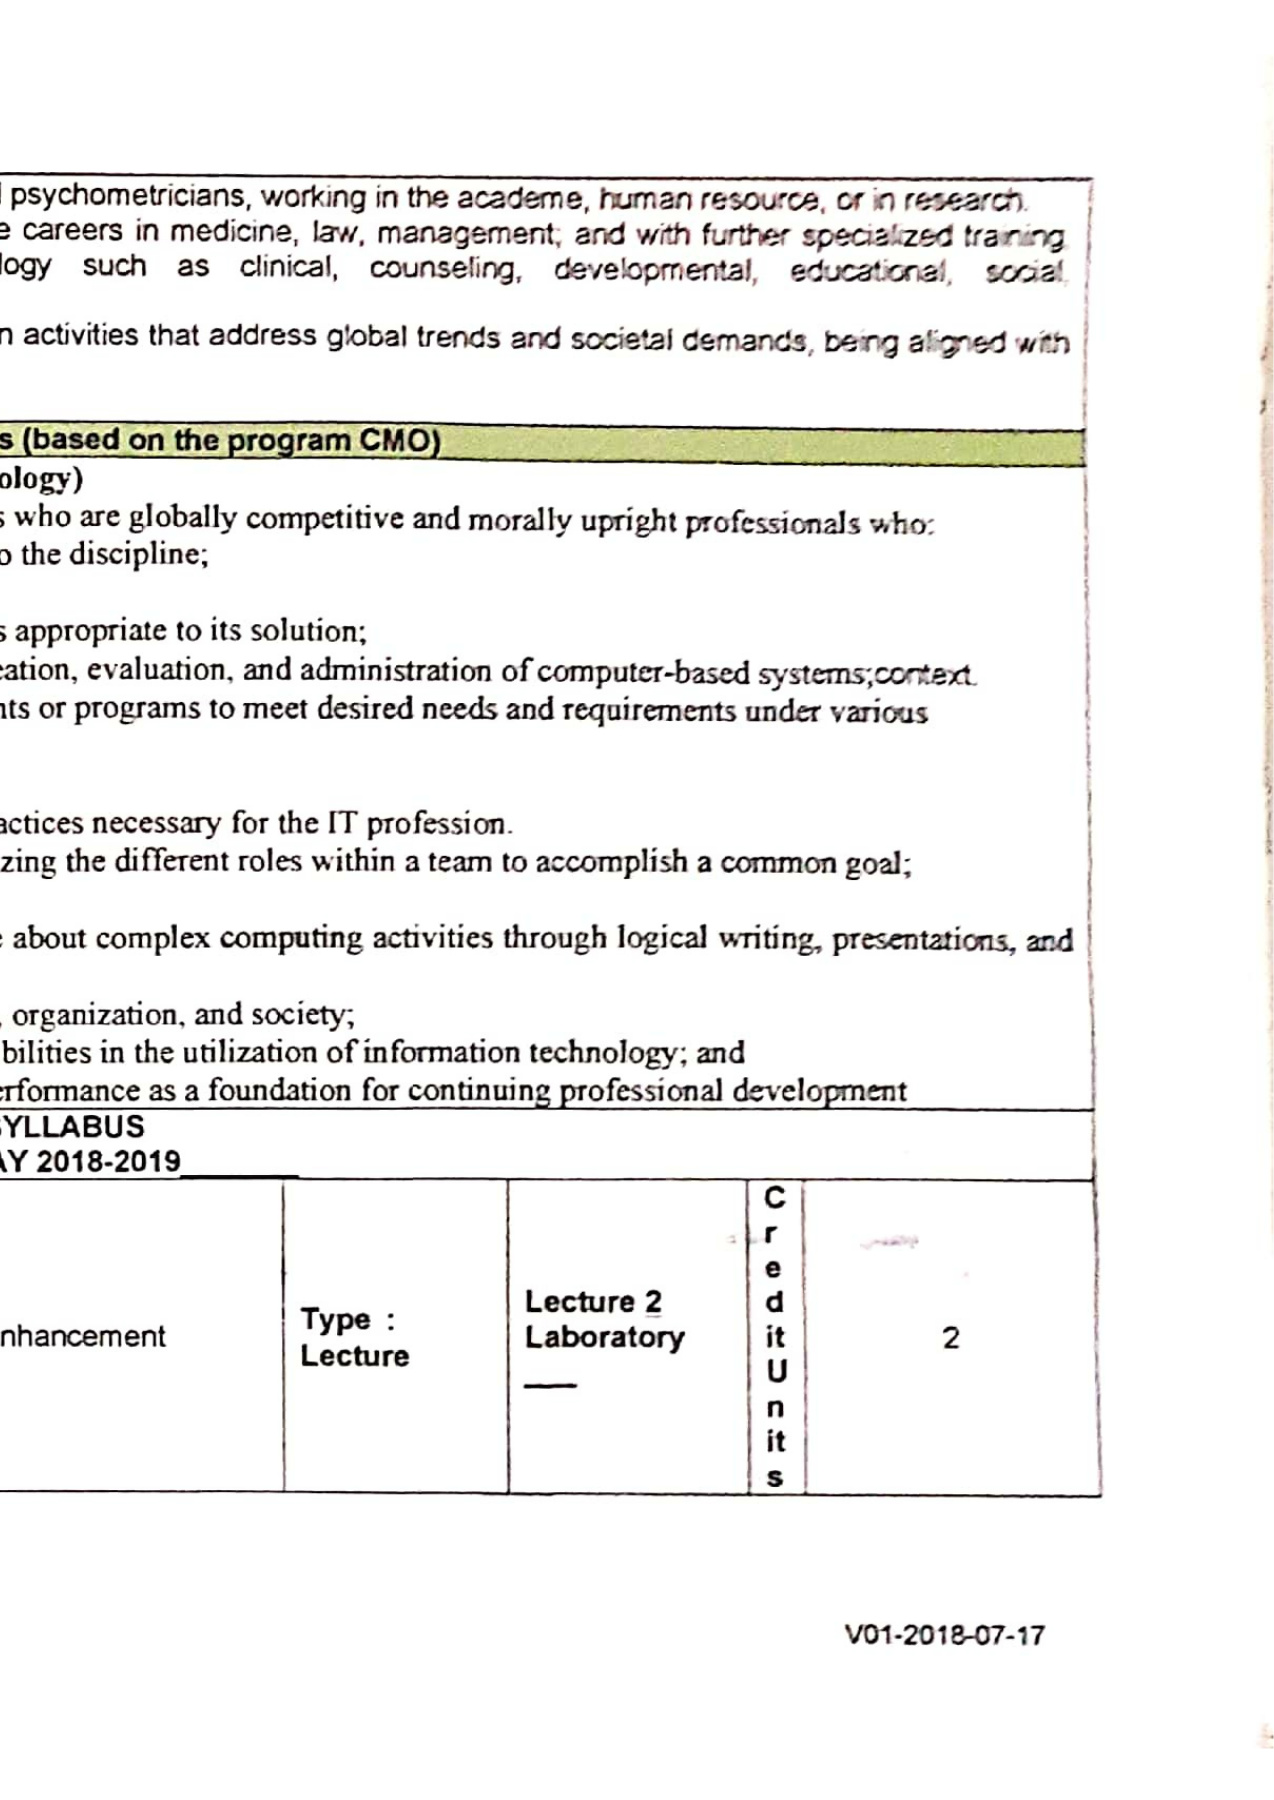 psychometricians, working in the academe, human resource, or in research.
e careers in medicine, law, management, and with further specialized training
logy such as clinical, counseling, developmental, educational, social,
n activities that address global trends and societal demands, being aligned with
s (based on the program CMO)
ology)
s who are globally competitive and morally upright professionals who:
o the discipline;
s appropriate to its solution;
eation, evaluation, and administration of computer-based systems;context.
nts or programs to meet desired needs and requirements under various
actices necessary for the IT profession.
zing the different roles within a team to accomplish a common goal;
e about complex computing activities through logical writing, presentations, and
, organization, and society;
bilities in the utilization of information technology; and
erformance as a foundation for continuing professional development
SYLLABUS
AY 2018-2019
nhancement
Type :
Lecture
Lecture 2
Laboratory
C
r
e
d
it
U
n
it
s
2
V01-2018-07-17